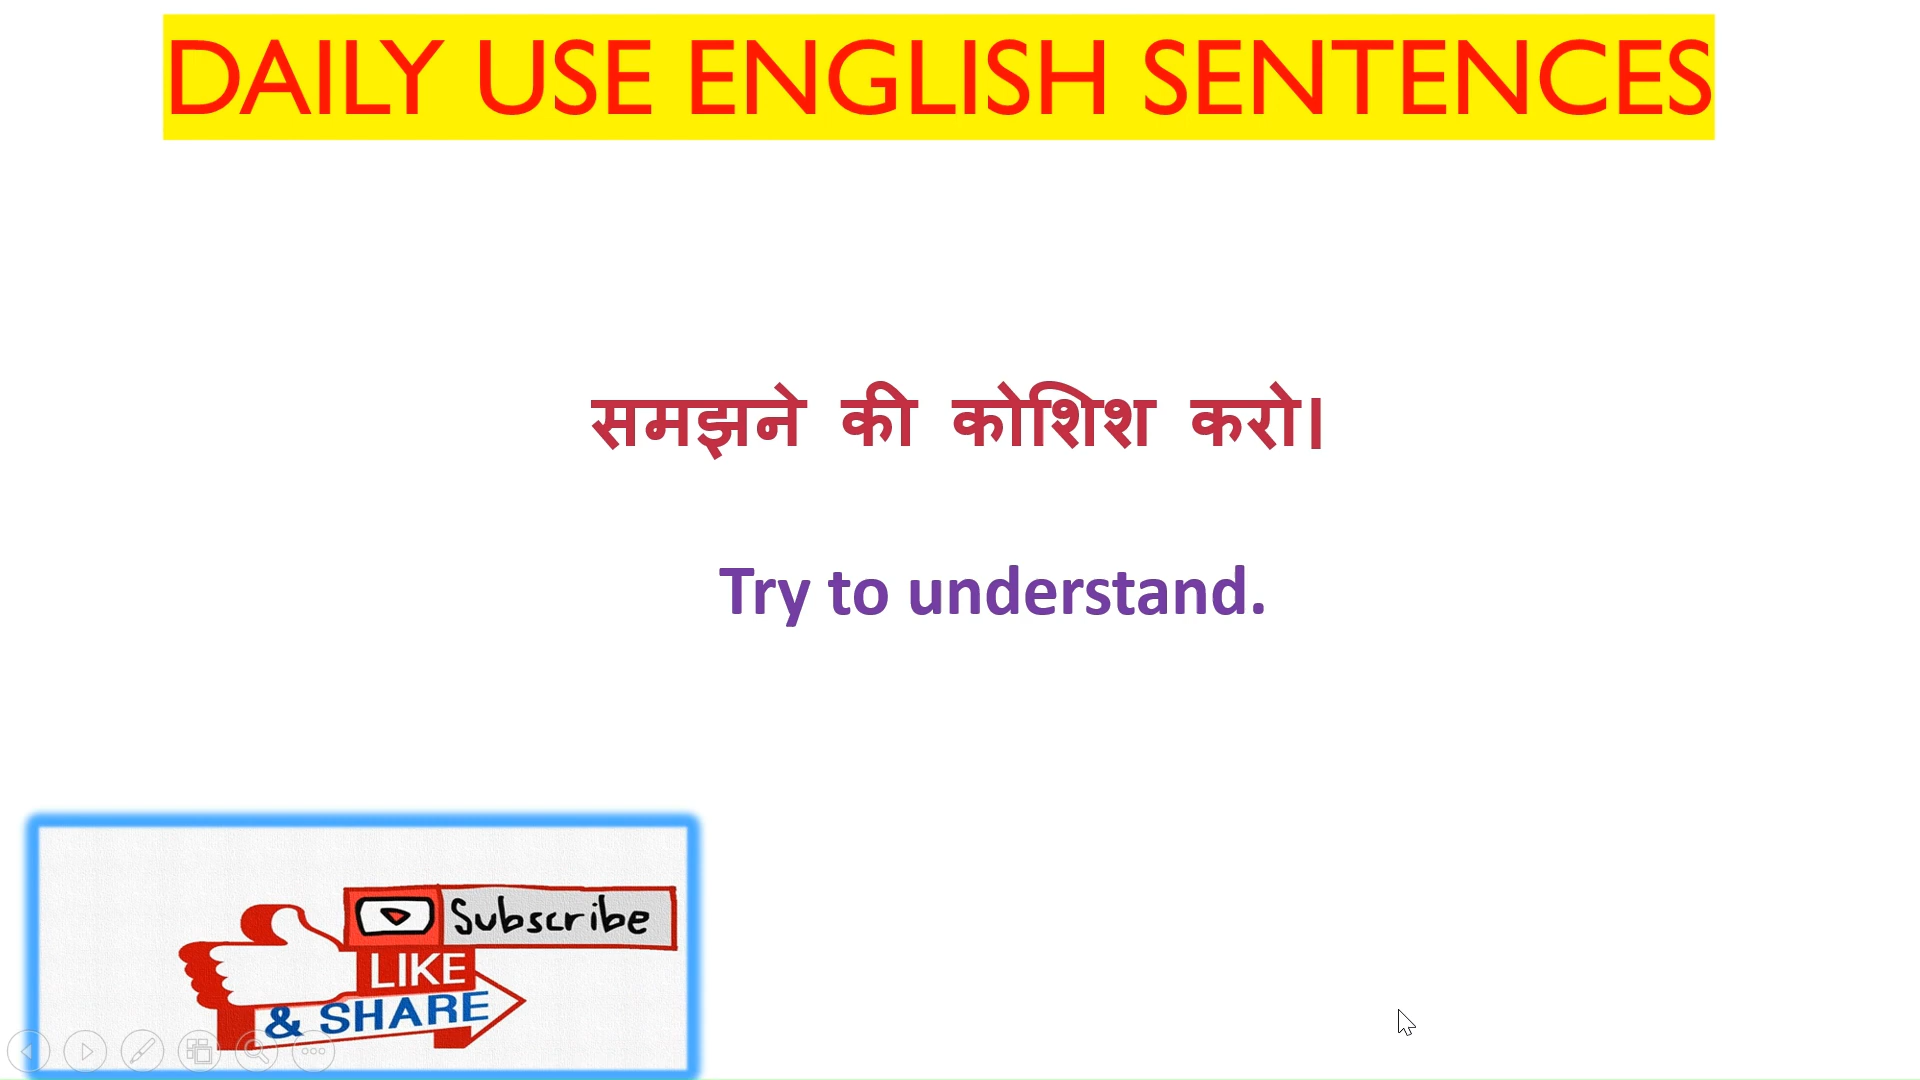 DAILY USE ENGLISH SENTENCES
समझने की कोशिश करो।
Try to understand.
Subscribe
LIKE
& SHARE